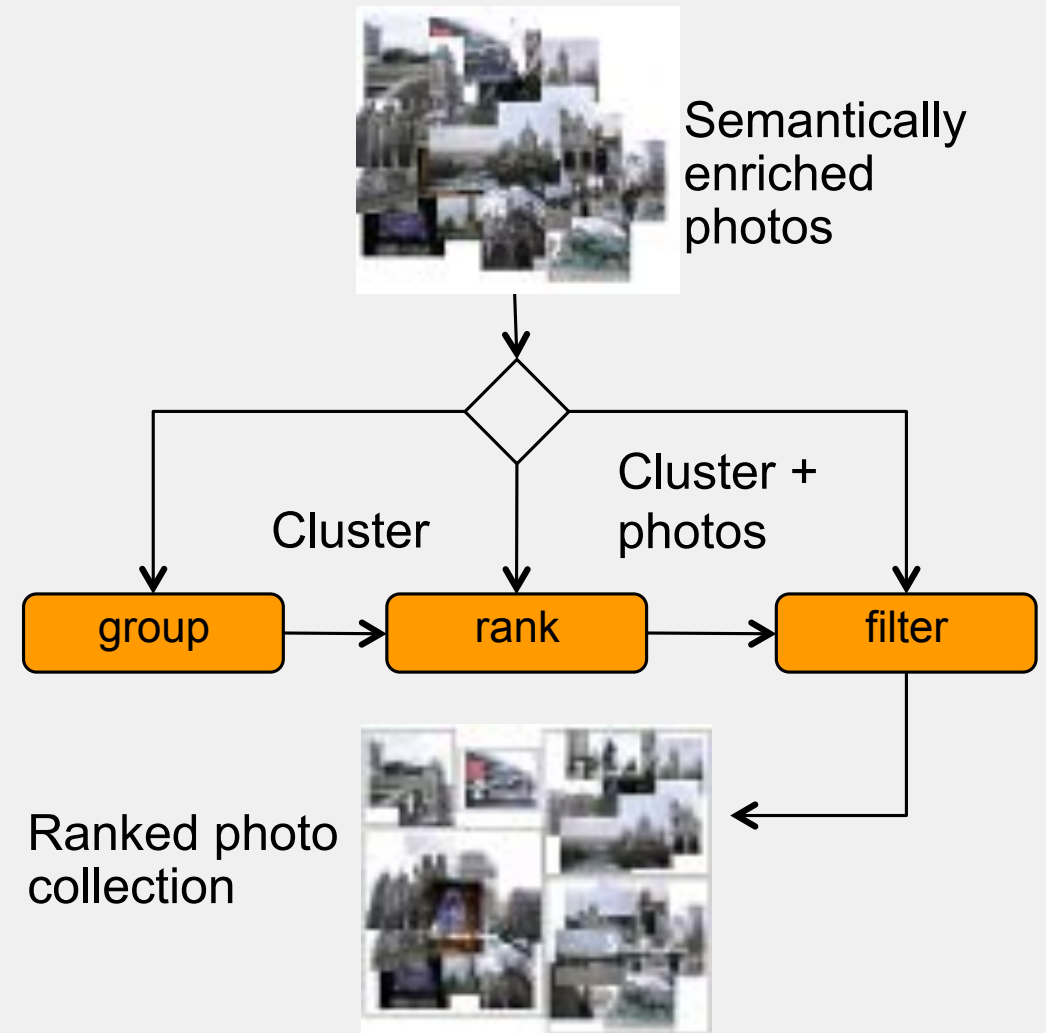 Semantically
enriched
photos
Cluster
Cluster +
photos
group
rank
filter
Ranked photo
collection